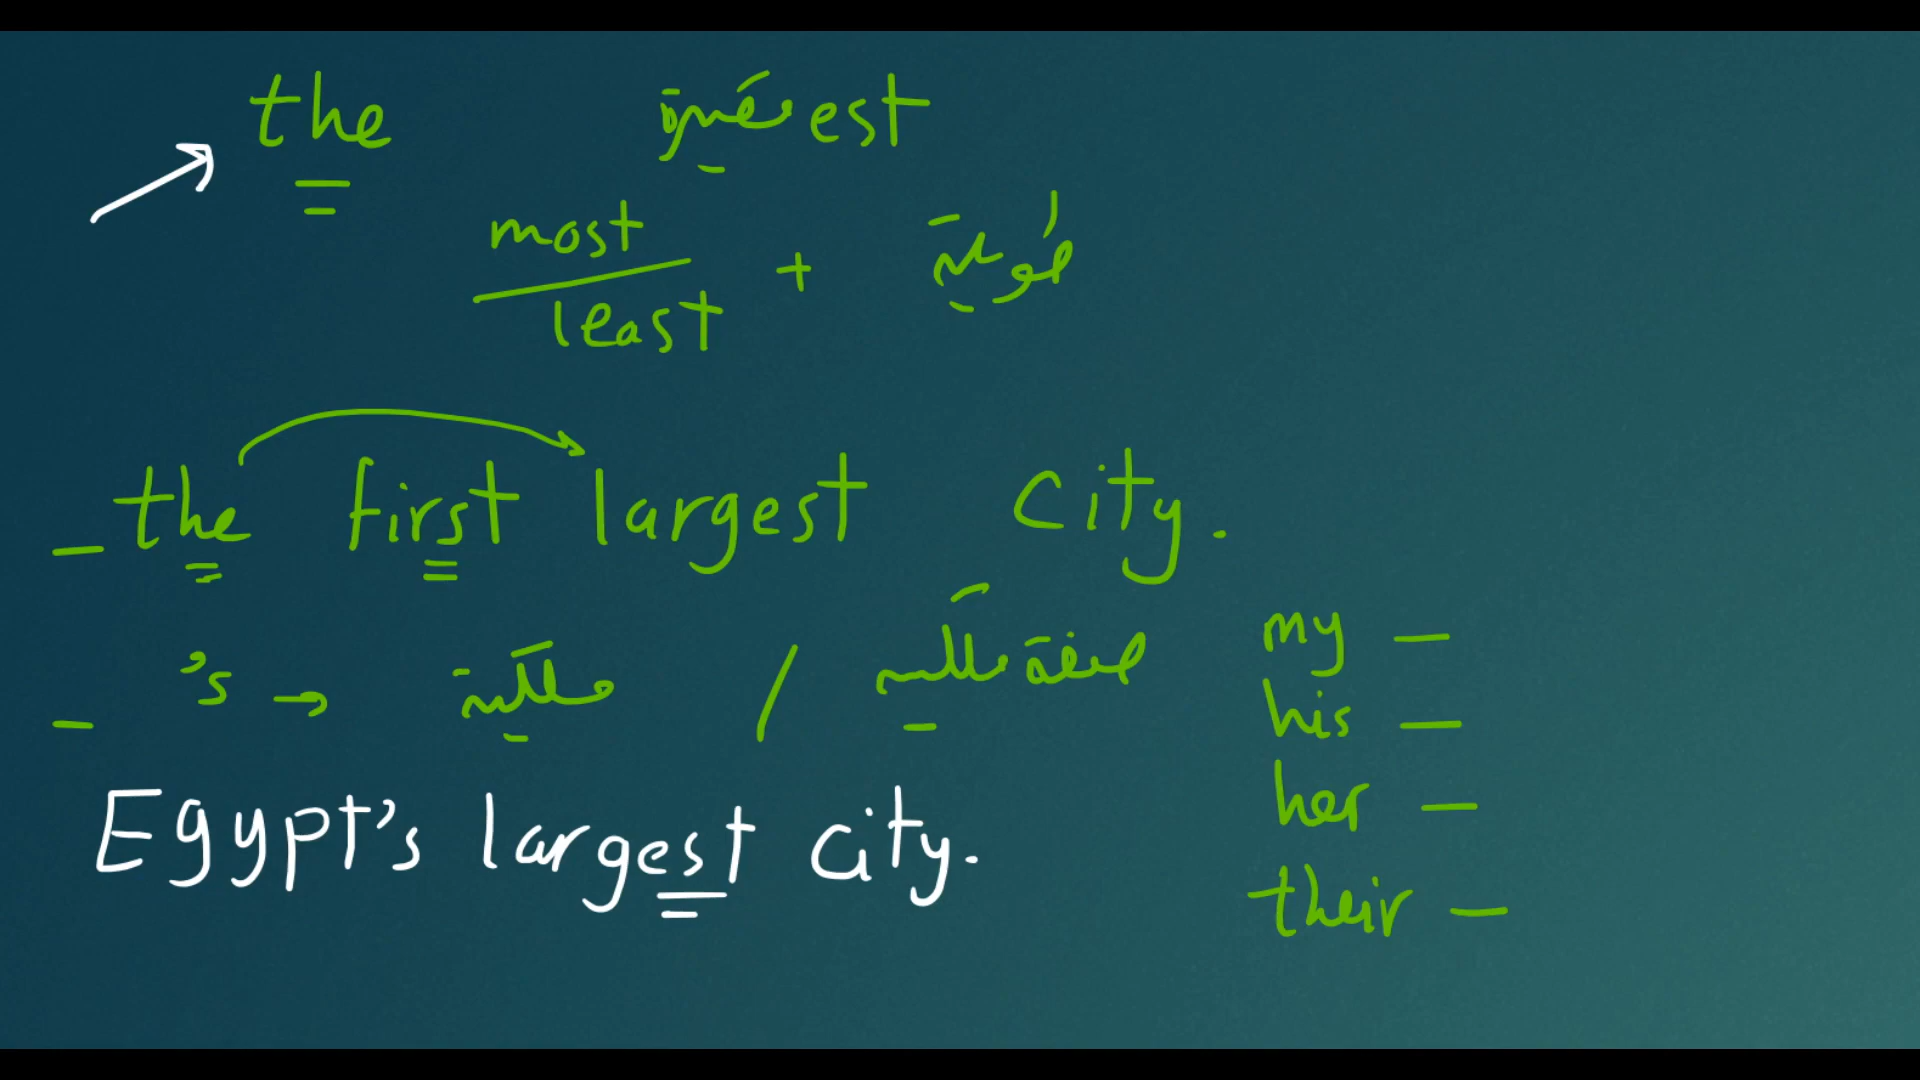 the قصيرة est
most
least + طويلة
_ the first largest city.
_ 's → ملكية / صفة ملكية
my _
his _
her _
their _
Egypt's largest city.